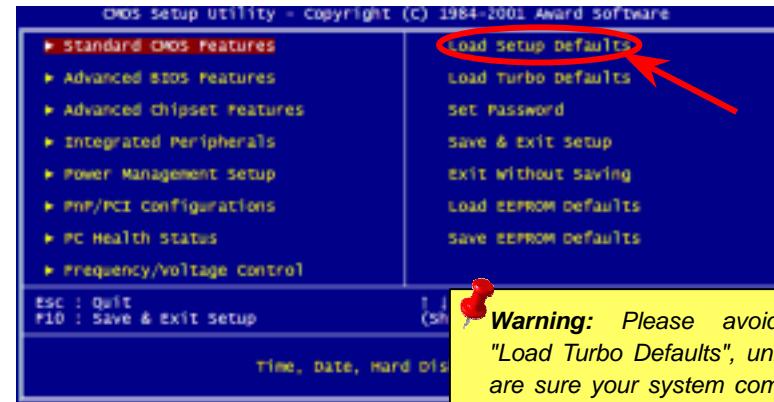 CMOS Setup Utility - Copyright (C) 1984-2001 Award Software
Standard CMOS Features
Advanced BIOS Features
Advanced Chipset Features
Integrated Peripherals
Power Management Setup
PnP/PCI Configurations
PC Health Status
Frequency/Voltage Control
Load Setup Defaults
Load Turbo Defaults
Set Password
Save & Exit Setup
Exit Without Saving
Load EEPROM Defaults
Save EEPROM Defaults
Esc : Quit
F10 : Save & Exit Setup
Time, Date, Hard
Warning: Please
"Load Turbo Defaults",
are sure your system